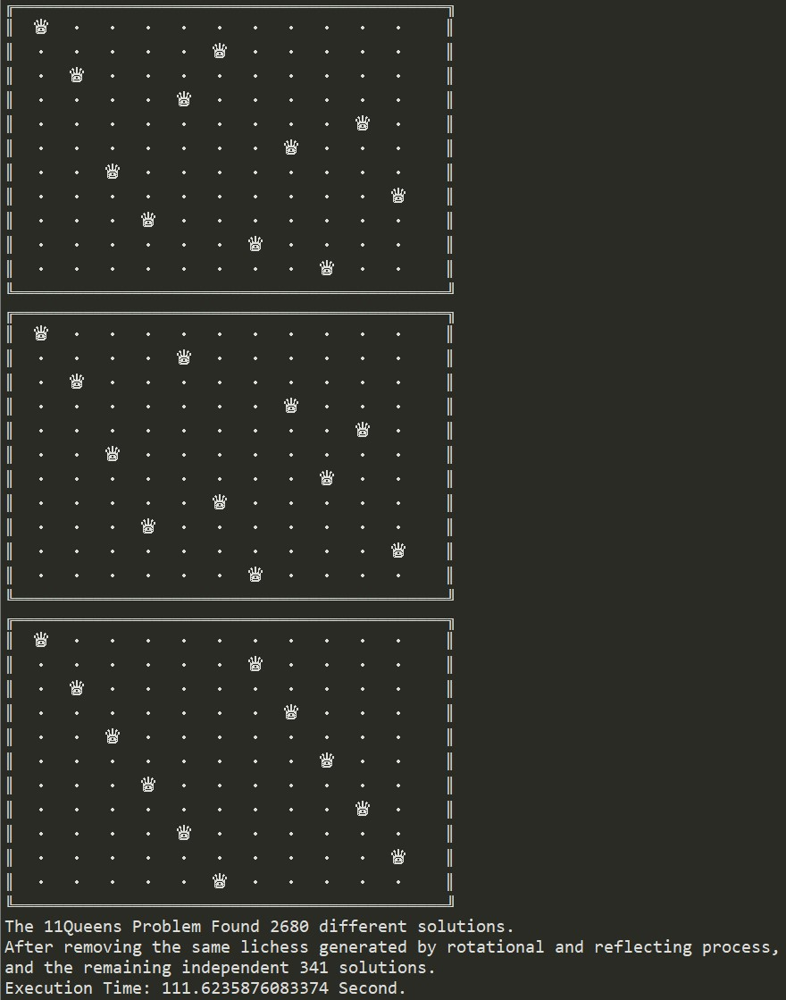 The 11Queens Problem Found 2680 different solutions.
After removing the same lichess generated by rotational and reflecting process,
and the remaining independent 341 solutions.
Execution Time: 111.6235876083374 Second.